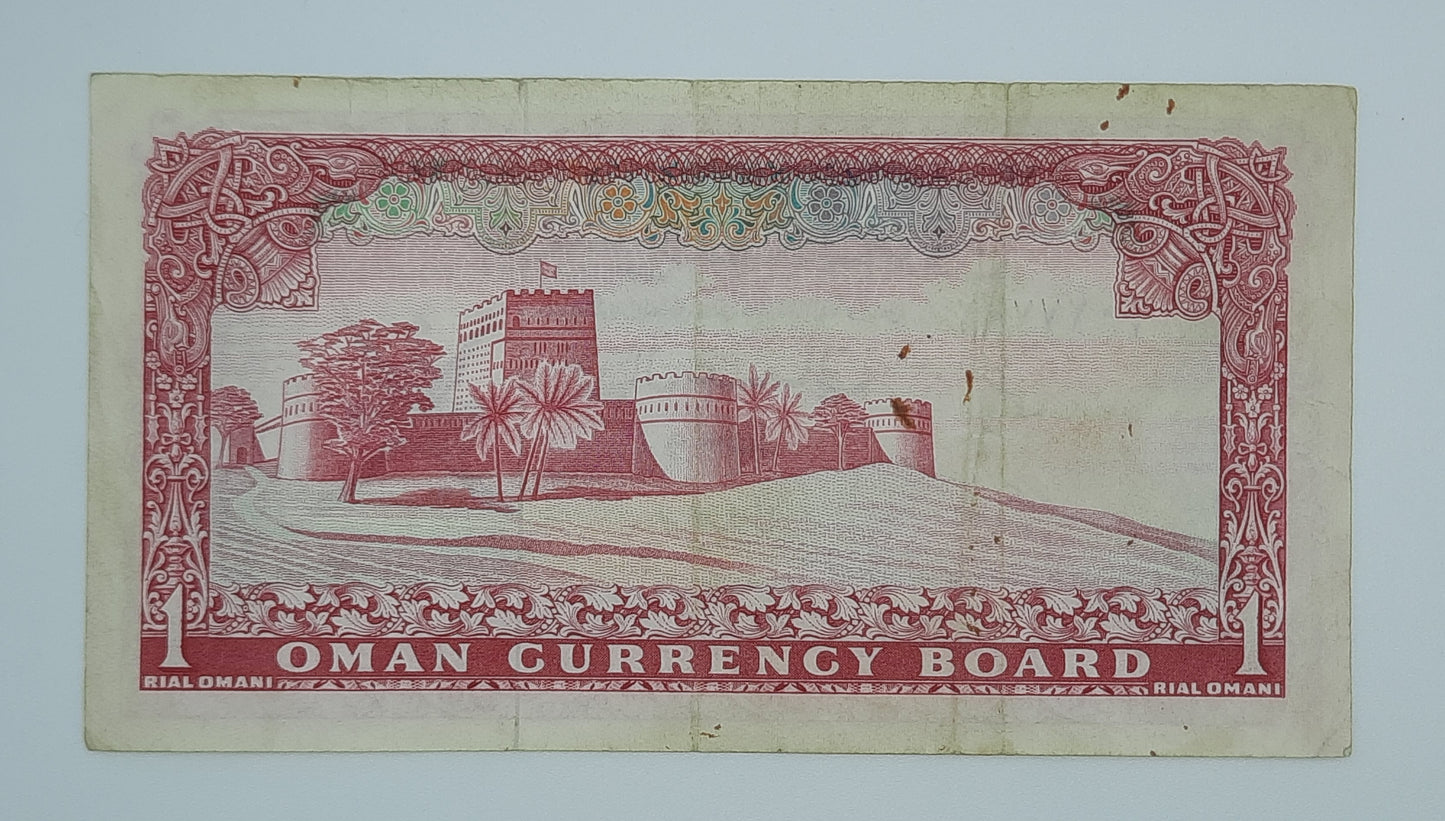 1 OMAN CURRENCY BOARD 1
RIAL OMANI RIAL OMANI